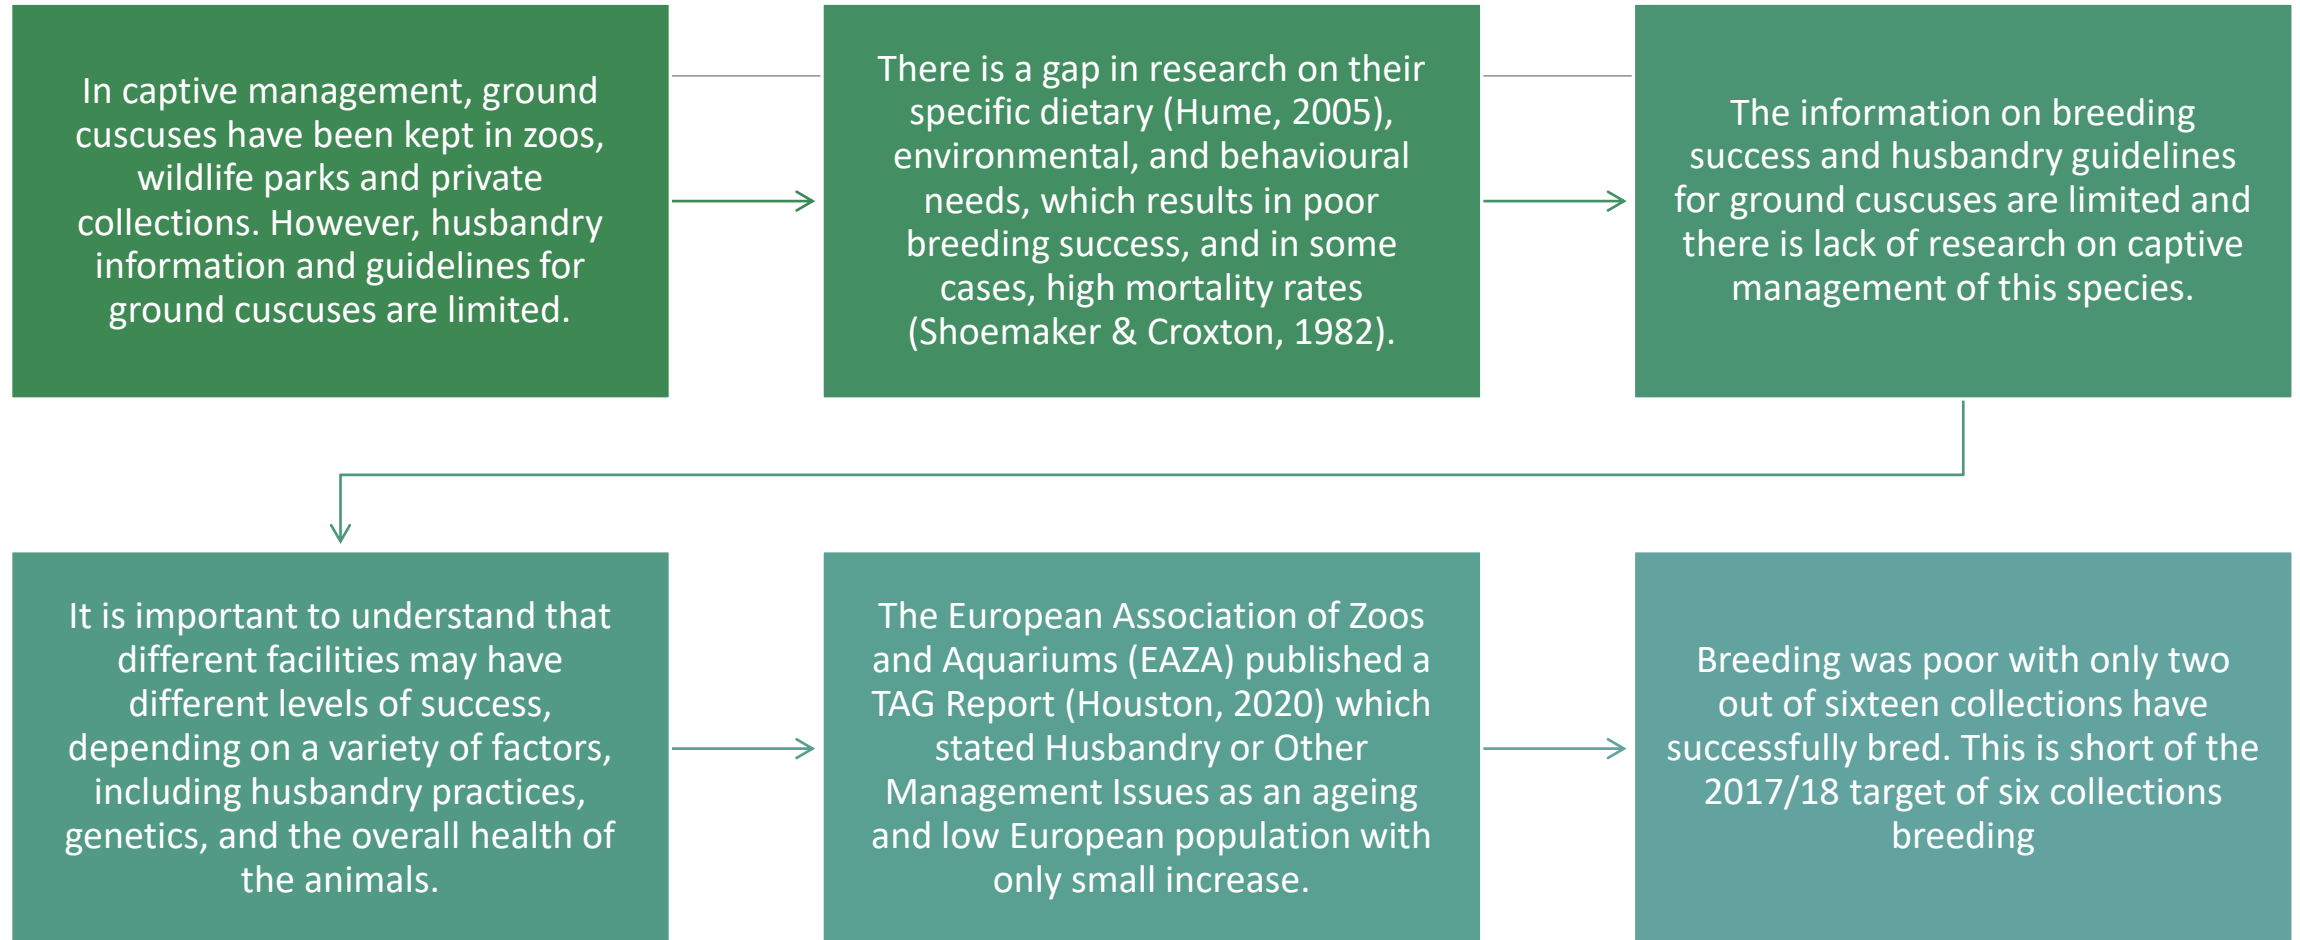 In captive management, ground
cuscuses have been kept in zoos,
wildlife parks and private
collections. However, husbandry
information and guidelines for
ground cuscuses are limited.
There is a gap in research on their
specific dietary (Hume, 2005),
environmental, and behavioural
needs, which results in poor
breeding success, and in some
cases, high mortality rates
(Shoemaker & Croxton, 1982).
The information on breeding
success and husbandry guidelines
for ground cuscuses are limited and
there is lack of research on captive
management of this species.
It is important to understand that
different facilities may have
different levels of success,
depending on a variety of factors,
including husbandry practices,
genetics, and the overall health of
the animals.
The European Association of Zoos
and Aquariums (EAZA) published a
TAG Report (Houston, 2020) which
stated Husbandry or Other
Management Issues as an ageing
and low European population with
only small increase.
Breeding was poor with only two
out of sixteen collections have
successfully bred. This is short of the
2017/18 target of six collections
breeding